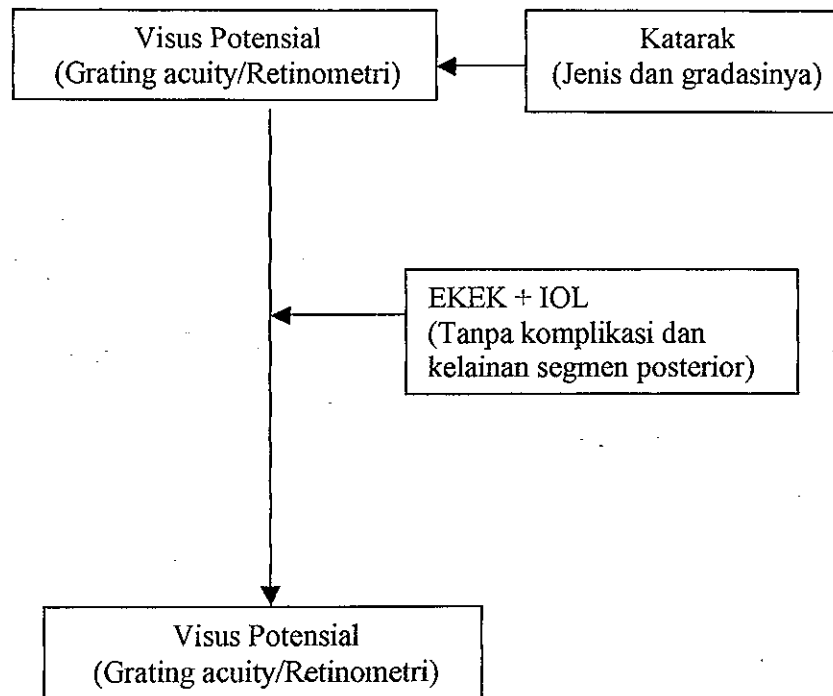 Visus Potensial
(Grating acuity/Retinometri)
Katarak
(Jenis dan gradasinya)
EKEK + IOL
(Tanpa komplikasi dan
kelainan segmen posterior)
Visus Potensial
(Grating acuity/Retinometri)